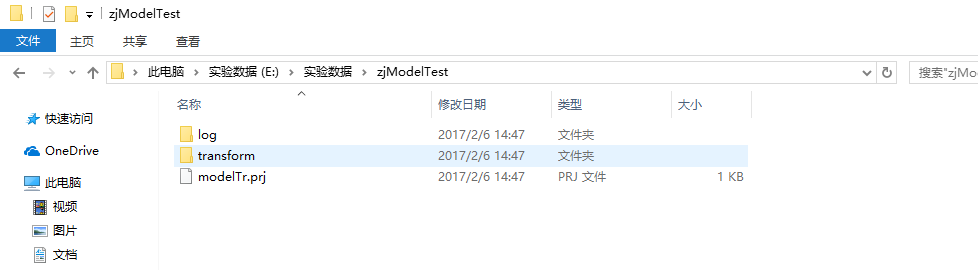 zjModelTest
文件 主页 共享 查看
此电脑 实验数据 (E:) 实验数据 zjModelTest 搜索"zjMo
名称 修改日期 类型 大小
快速访问
OneDrive
此电脑
视频
图片
文档
log 2017/2/6 14:47 文件夹
transform 2017/2/6 14:47 文件夹
modelTr.prj 2017/2/6 14:47 PRJ 文件 1 KB